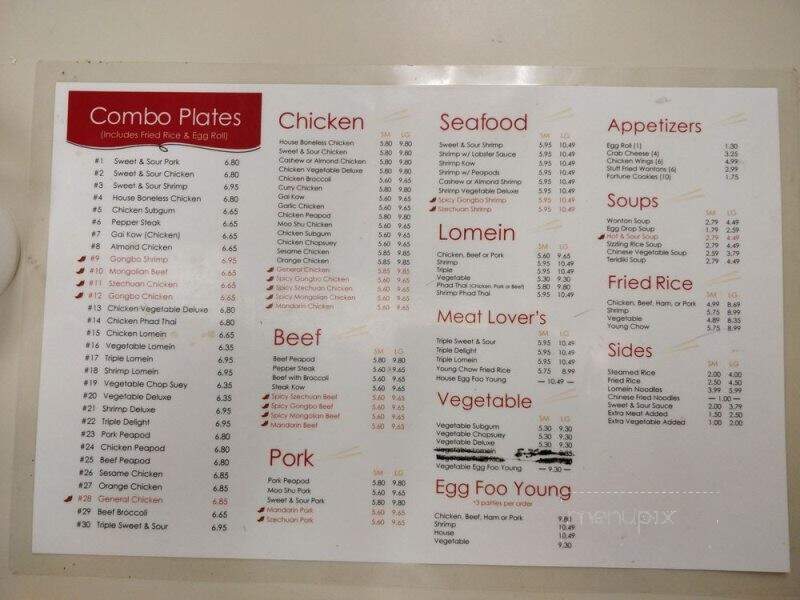 Combo Plates
(Includes Fried Rice & Egg Roll)
#1 Sweet & Sour Pork 6.80
#2 Sweet & Sour Chicken 6.80
#3 Sweet & Sour Shrimp 6.95
#4 House Boneless Chicken 6.80
#5 Chicken Subgum 6.65
#6 Pepper Steak 6.65
#7 Gai Kow (Chicken) 6.65
#8 Almond Chicken 6.65
#9 Gongbo Shrimp 6.95
#10 Mongolian Beef 6.65
#11 Szechuan Chicken 6.65
#12 Gongbo Chicken 6.65
#13 Chicken Vegetable Deluxe 6.80
#14 Chicken Phad Thai 6.80
#15 Chicken Lomein 6.65
#16 Vegetable Lomein 6.35
#17 Triple Lomein 6.95
#18 Shrimp Lomein 6.95
#19 Vegetable Chop Suey 6.35
#20 Vegetable Deluxe 6.35
#21 Shrimp Deluxe 6.95
#22 Triple Delight 6.95
#23 Pork Peapod 6.80
#24 Chicken Peapod 6.80
#25 Beef Peapod 6.80
#26 Sesame Chicken 6.85
#27 Orange Chicken 6.85
#28 General Chicken 6.85
#29 Beef Broccoli 6.65
#30 Triple Sweet & Sour 6.95
Chicken
SM LG
House Boneless Chicken 5.80 9.80
Sweet & Sour Chicken 5.80 9.80
Cashew or Almond Chicken 5.80 9.80
Chicken Vegetable Deluxe 5.80 9.80
Chicken Broccoli 5.60 9.65
Curry Chicken 5.80 9.80
Gai Kow 5.60 9.65
Garlic Chicken 5.60 9.65
Chicken Peapod 5.80 9.80
Moo Shu Chicken 5.60 9.65
Chicken Subgum 5.60 9.65
Chicken Chopsuey 5.60 9.65
Sesame Chicken 5.85 9.85
Orange Chicken 5.85 9.85
General Chicken 5.85 9.85
Spicy Gongbo Chicken 5.60 9.65
Spicy Szechuan Chicken 5.60 9.65
Spicy Mongolian Chicken 5.60 9.65
Mandarin Chicken 5.60 9.65
Beef
SM LG
Beef Peapod 5.80 9.80
Pepper Steak 5.60 9.65
Beef with Broccoli 5.60 9.65
Steak Kow 5.60 9.65
Spicy Szechuan Beef 5.60 9.65
Spicy Gongbo Beef 5.60 9.65
Spicy Mongolian Beef 5.60 9.65
Mandarin Beef 5.60 9.65
Pork
SM LG
Pork Peapod 5.80 9.80
Moo Shu Pork 5.60 9.65
Sweet & Sour Pork 5.80 9.80
Mandarin Pork 5.60 9.65
Szechuan Pork 5.60 9.65
Seafood
SM LG
Sweet & Sour Shrimp 5.95 10.49
Shrimp w/ Lobster Sauce 5.95 10.49
Shrimp Kow 5.95 10.49
Shrimp w/ Peapods 5.95 10.49
Cashew or Almond Shrimp 5.95 10.49
Shrimp Vegetable Deluxe 5.95 10.49
Spicy Gongbo Shrimp 5.95 10.49
Szechuan Shrimp 5.95 10.49
Lomein
SM LG
Chicken, Beef or Pork 5.60 9.65
Shrimp 5.95 10.49
Triple 5.95 10.49
Vegetable 5.30 9.30
Phad Thai (Chicken, Pork or Beef) 5.80 9.80
Shrimp Phad Thai 5.95 10.49
Meat Lover's
SM LG
Triple Sweet & Sour 5.95 10.49
Triple Delight 5.95 10.49
Triple Lomein 5.95 10.49
Young Chow Fried Rice 5.75 8.99
House Egg Foo Young — 10.49 —
Vegetable
SM LG
Vegetable Subgum 5.30 9.30
Vegetable Chopsuey 5.30 9.30
Vegetable Deluxe 5.30 9.30
Vegetable Lomein
Vegetable Egg Foo Young — 9.30 —
Egg Foo Young
*3 patties per order
Chicken, Beef, Ham or Pork 9.80
Shrimp 10.49
House 10.49
Vegetable 9.30
Appetizers
Egg Roll (1) 1.30
Crab Cheese (4) 3.25
Chicken Wings (6) 4.99
Stuff Fried Wontons (6) 2.99
Fortune Cookies (10) 1.75
Soups
SM LG
Wonton Soup 2.79 4.49
Egg Drop Soup 1.79 2.59
Hot & Sour Soup 2.79 4.49
Sizzling Rice Soup 2.79 4.49
Chinese Vegetable Soup 2.59 3.79
Teriaki Soup 2.79 4.49
Fried Rice
SM LG
Chicken, Beef, Ham, or Pork 4.99 8.69
Shrimp 5.75 8.99
Vegetable 4.89 8.35
Young Chow 5.75 8.99
Sides
SM LG
Steamed Rice 2.00 4.00
Fried Rice 2.50 4.50
Lomein Noodles 3.99 5.99
Chinese Fried Noodles — 1.00 —
Sweet & Sour Sauce 2.00 3.79
Extra Meat Added 1.50 2.50
Extra Vegetable Added 1.00 2.00
menupix